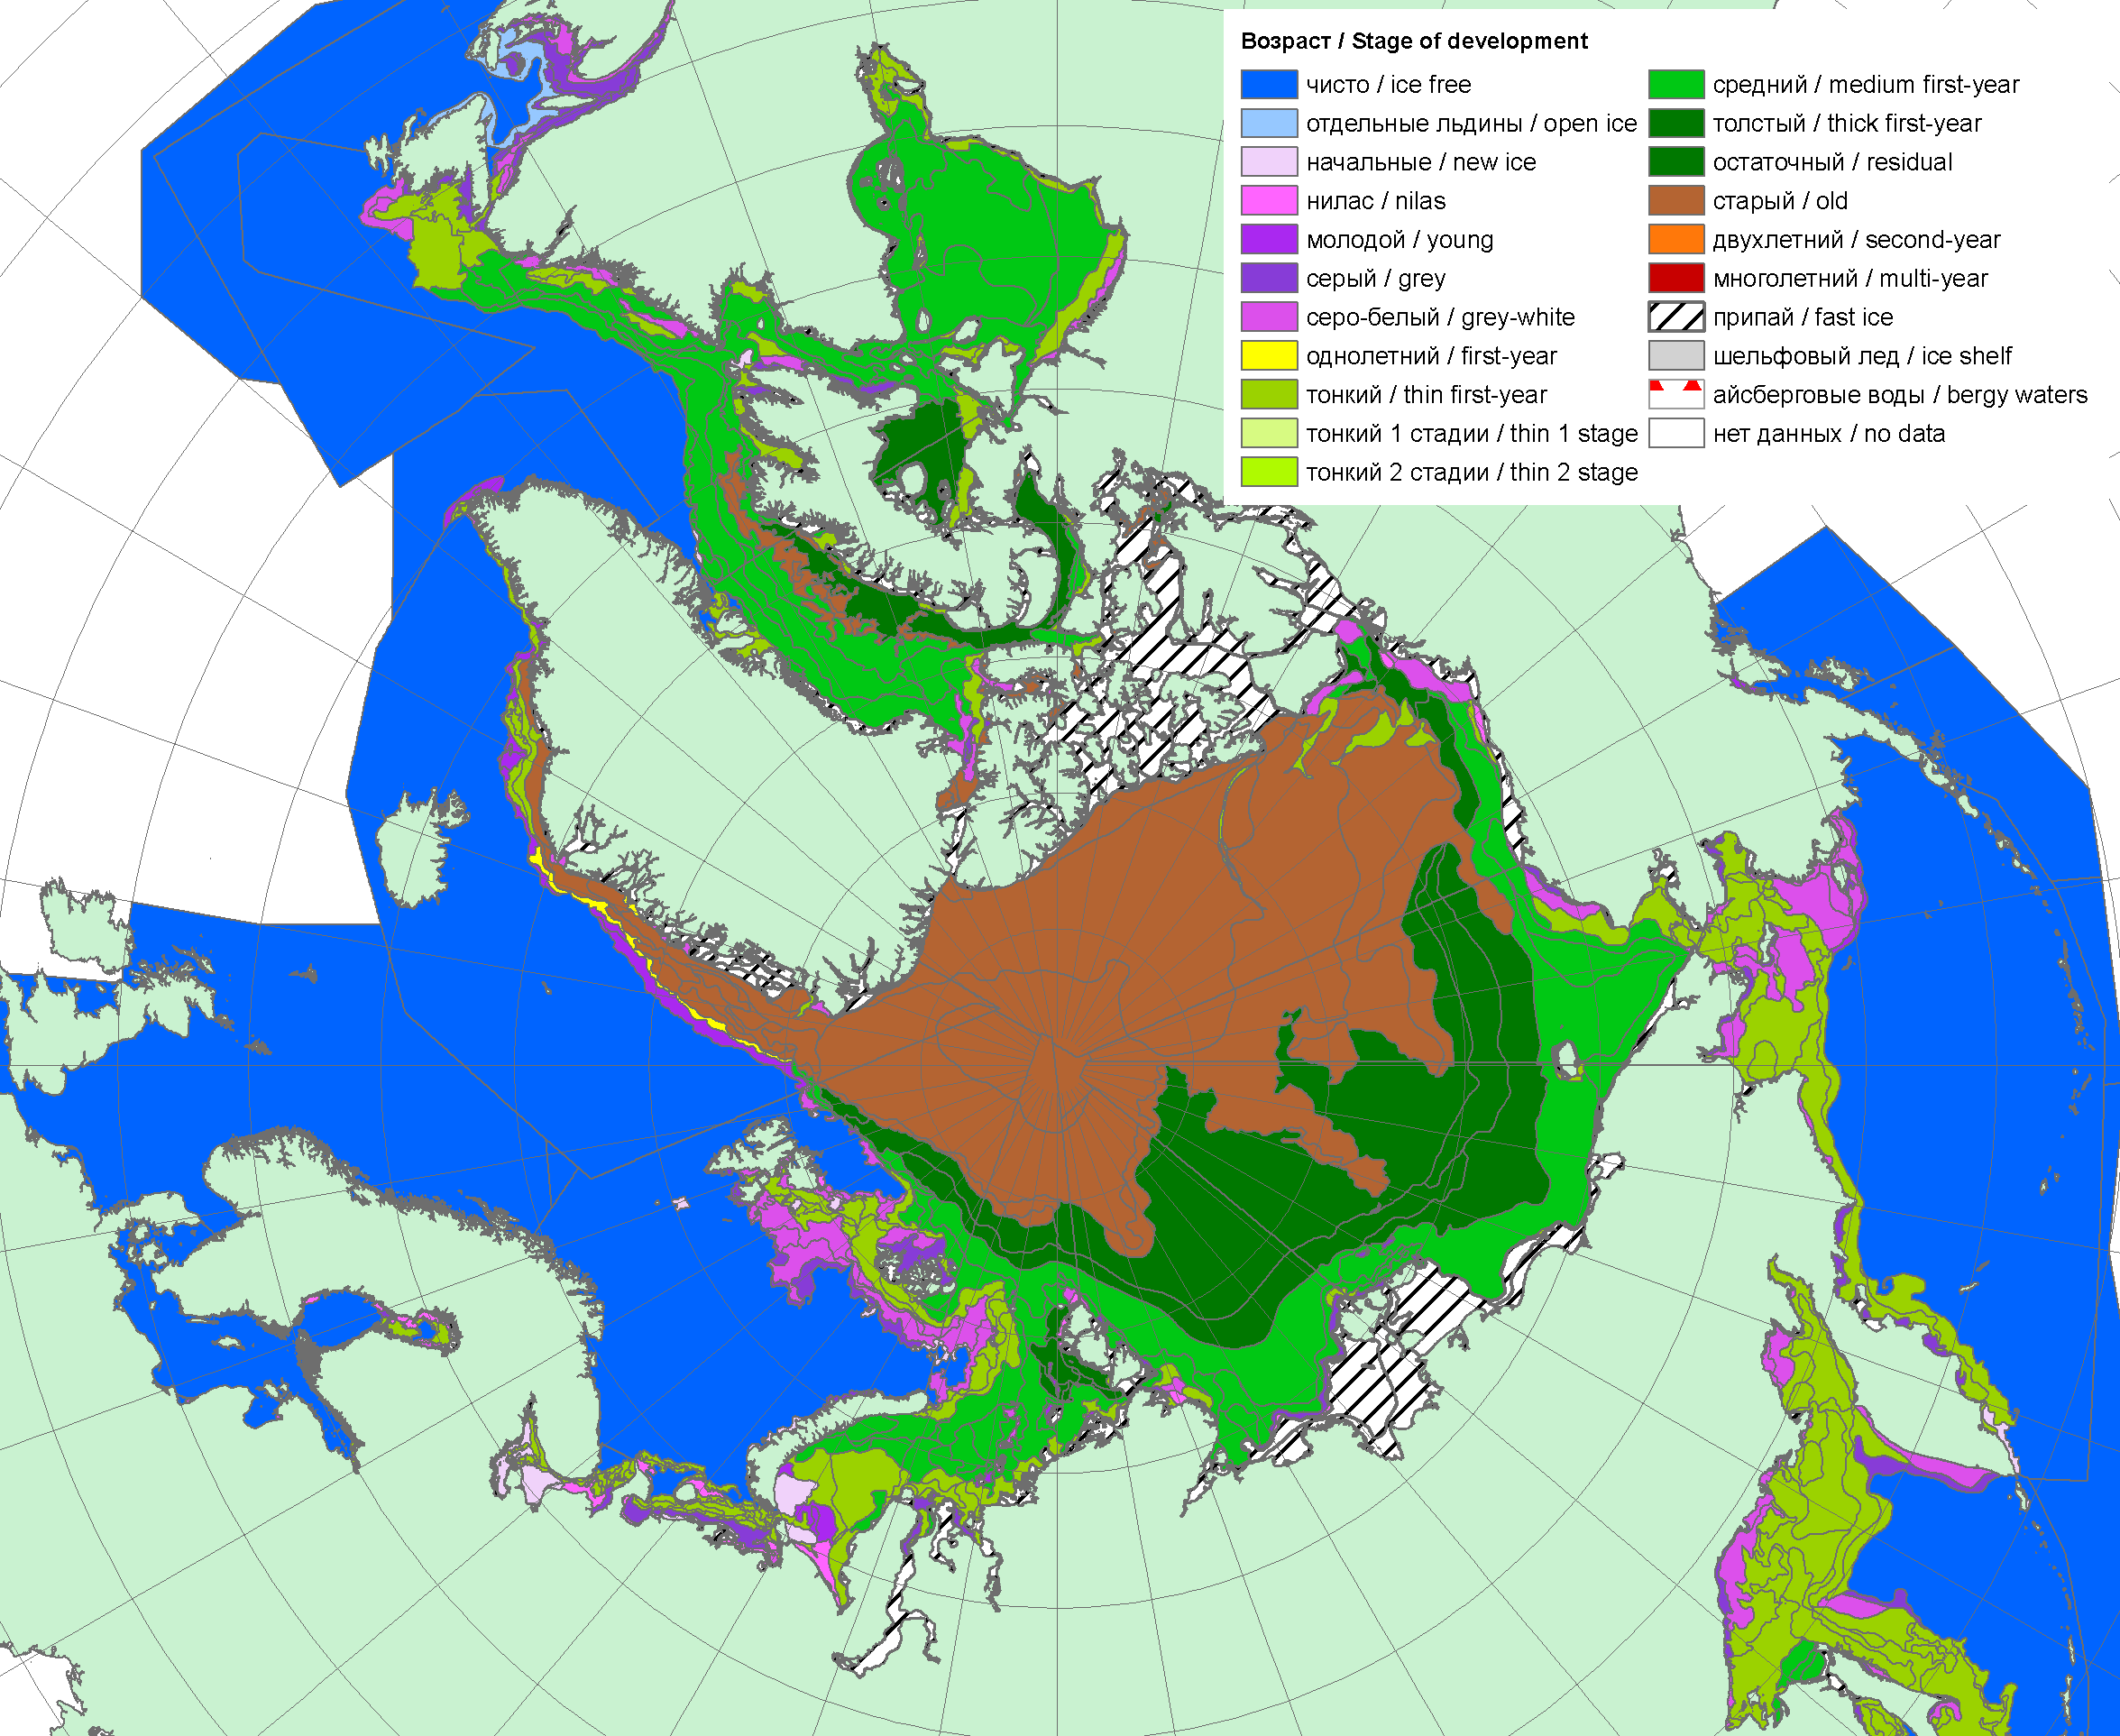 Возраст / Stage of development
чисто / ice free
отдельные льдины / open ice
начальные / new ice
нилас / nilas
молодой / young
серый / grey
серо-белый / grey-white
однолетний / first-year
тонкий / thin first-year
тонкий 1 стадии / thin 1 stage
тонкий 2 стадии / thin 2 stage
средний / medium first-year
толстый / thick first-year
остаточный / residual
старый / old
двухлетний / second-year
многолетний / multi-year
припай / fast ice
шельфовый лед / ice shelf
айсберговые воды / bergy waters
нет данных / no data